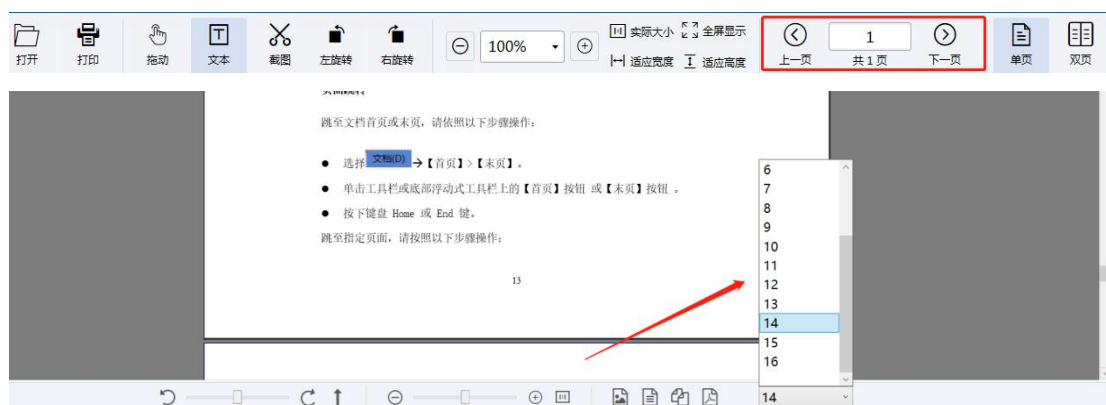 打开 打印 拖动 文本 截图 左旋转 右旋转 100% 实际大小 全屏显示 适应宽度 适应高度 上一页 1 共1页 下一页 单页 双页
页面跳转
跳至文档首页或末页，请依照以下步骤操作：
● 选择 文档(D) →【首页】>【末页】。
● 单击工具栏或底部浮动式工具栏上的【首页】按钮 或【末页】按钮 。
● 按下键盘 Home 或 End 键。
跳至指定页面，请按照以下步骤操作：
13
6
7
8
9
10
11
12
13
14
15
16
14